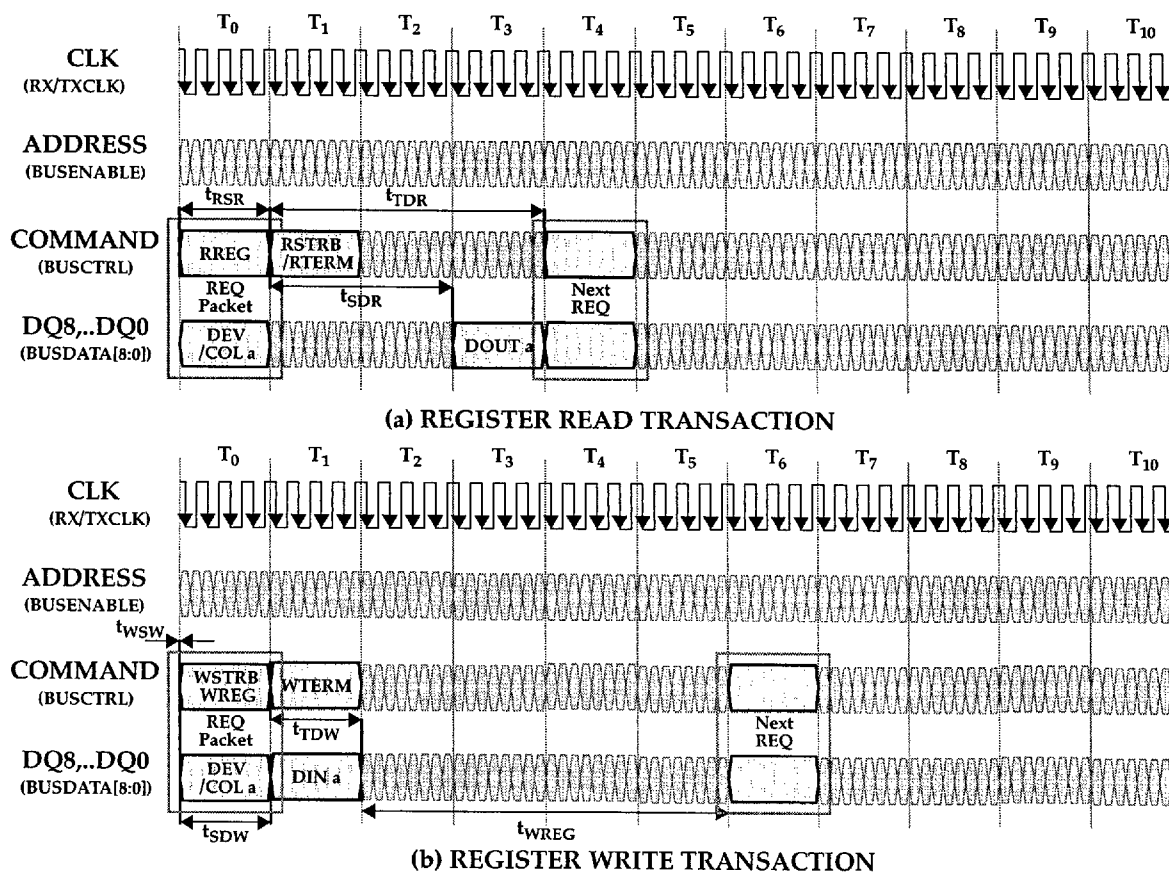 T0 T1 T2 T3 T4 T5 T6 T7 T8 T9 T10
CLK
(RX/TXCLK)
ADDRESS
(BUSENABLE)
tRSR tTDR
COMMAND
(BUSCTRL)
RREG
RSTRB
/RTERM
REQ
Packet
tSDR
Next
REQ
DQ8,..DQ0
(BUSDATA[8:0])
DEV
/COL a
DOUT a
(a) REGISTER READ TRANSACTION
T0 T1 T2 T3 T4 T5 T6 T7 T8 T9 T10
CLK
(RX/TXCLK)
ADDRESS
(BUSENABLE)
tWSW
COMMAND
(BUSCTRL)
WSTRB
WREG
WTERM
REQ
Packet
tTDW
Next
REQ
DQ8,..DQ0
(BUSDATA[8:0])
DEV
/COL a
DIN a
tSDW
tWREG
(b) REGISTER WRITE TRANSACTION